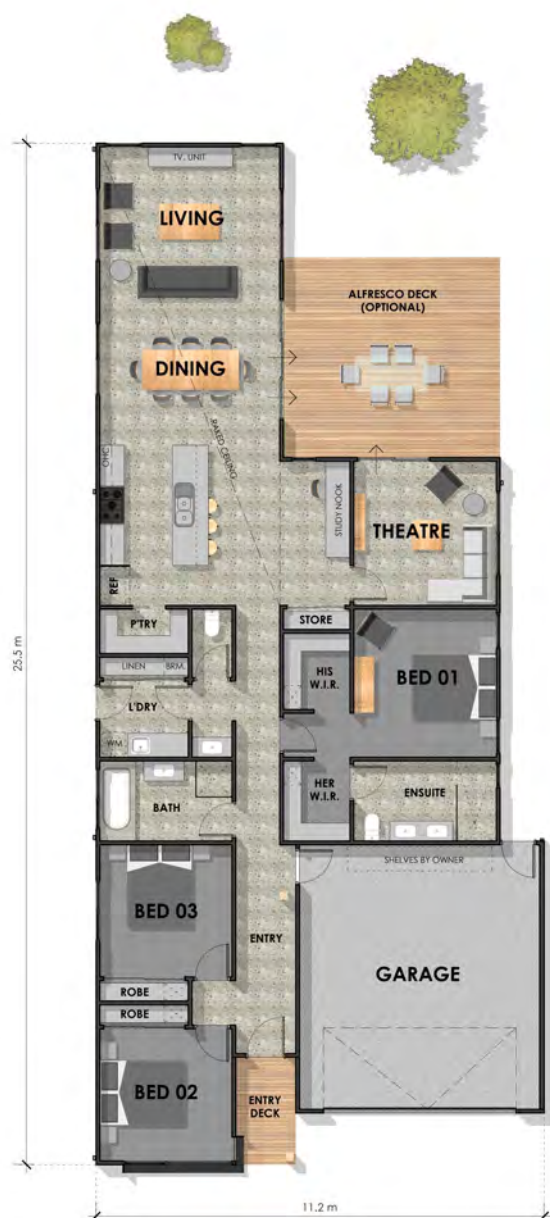 TV. UNIT
LIVING
ALFRESCO DECK
(OPTIONAL)
DINING
RAKED CEILING
OHC
STUDY NOOK
THEATRE
REF
P'TRY
STORE
LINEN
BRM.
HIS
W.I.R.
BED 01
L'DRY
WM
25.5 m
HER
W.I.R.
ENSUITE
BATH
SHELVES BY OWNER
BED 03
ENTRY
GARAGE
ROBE
ROBE
BED 02
ENTRY
DECK
11.2 m